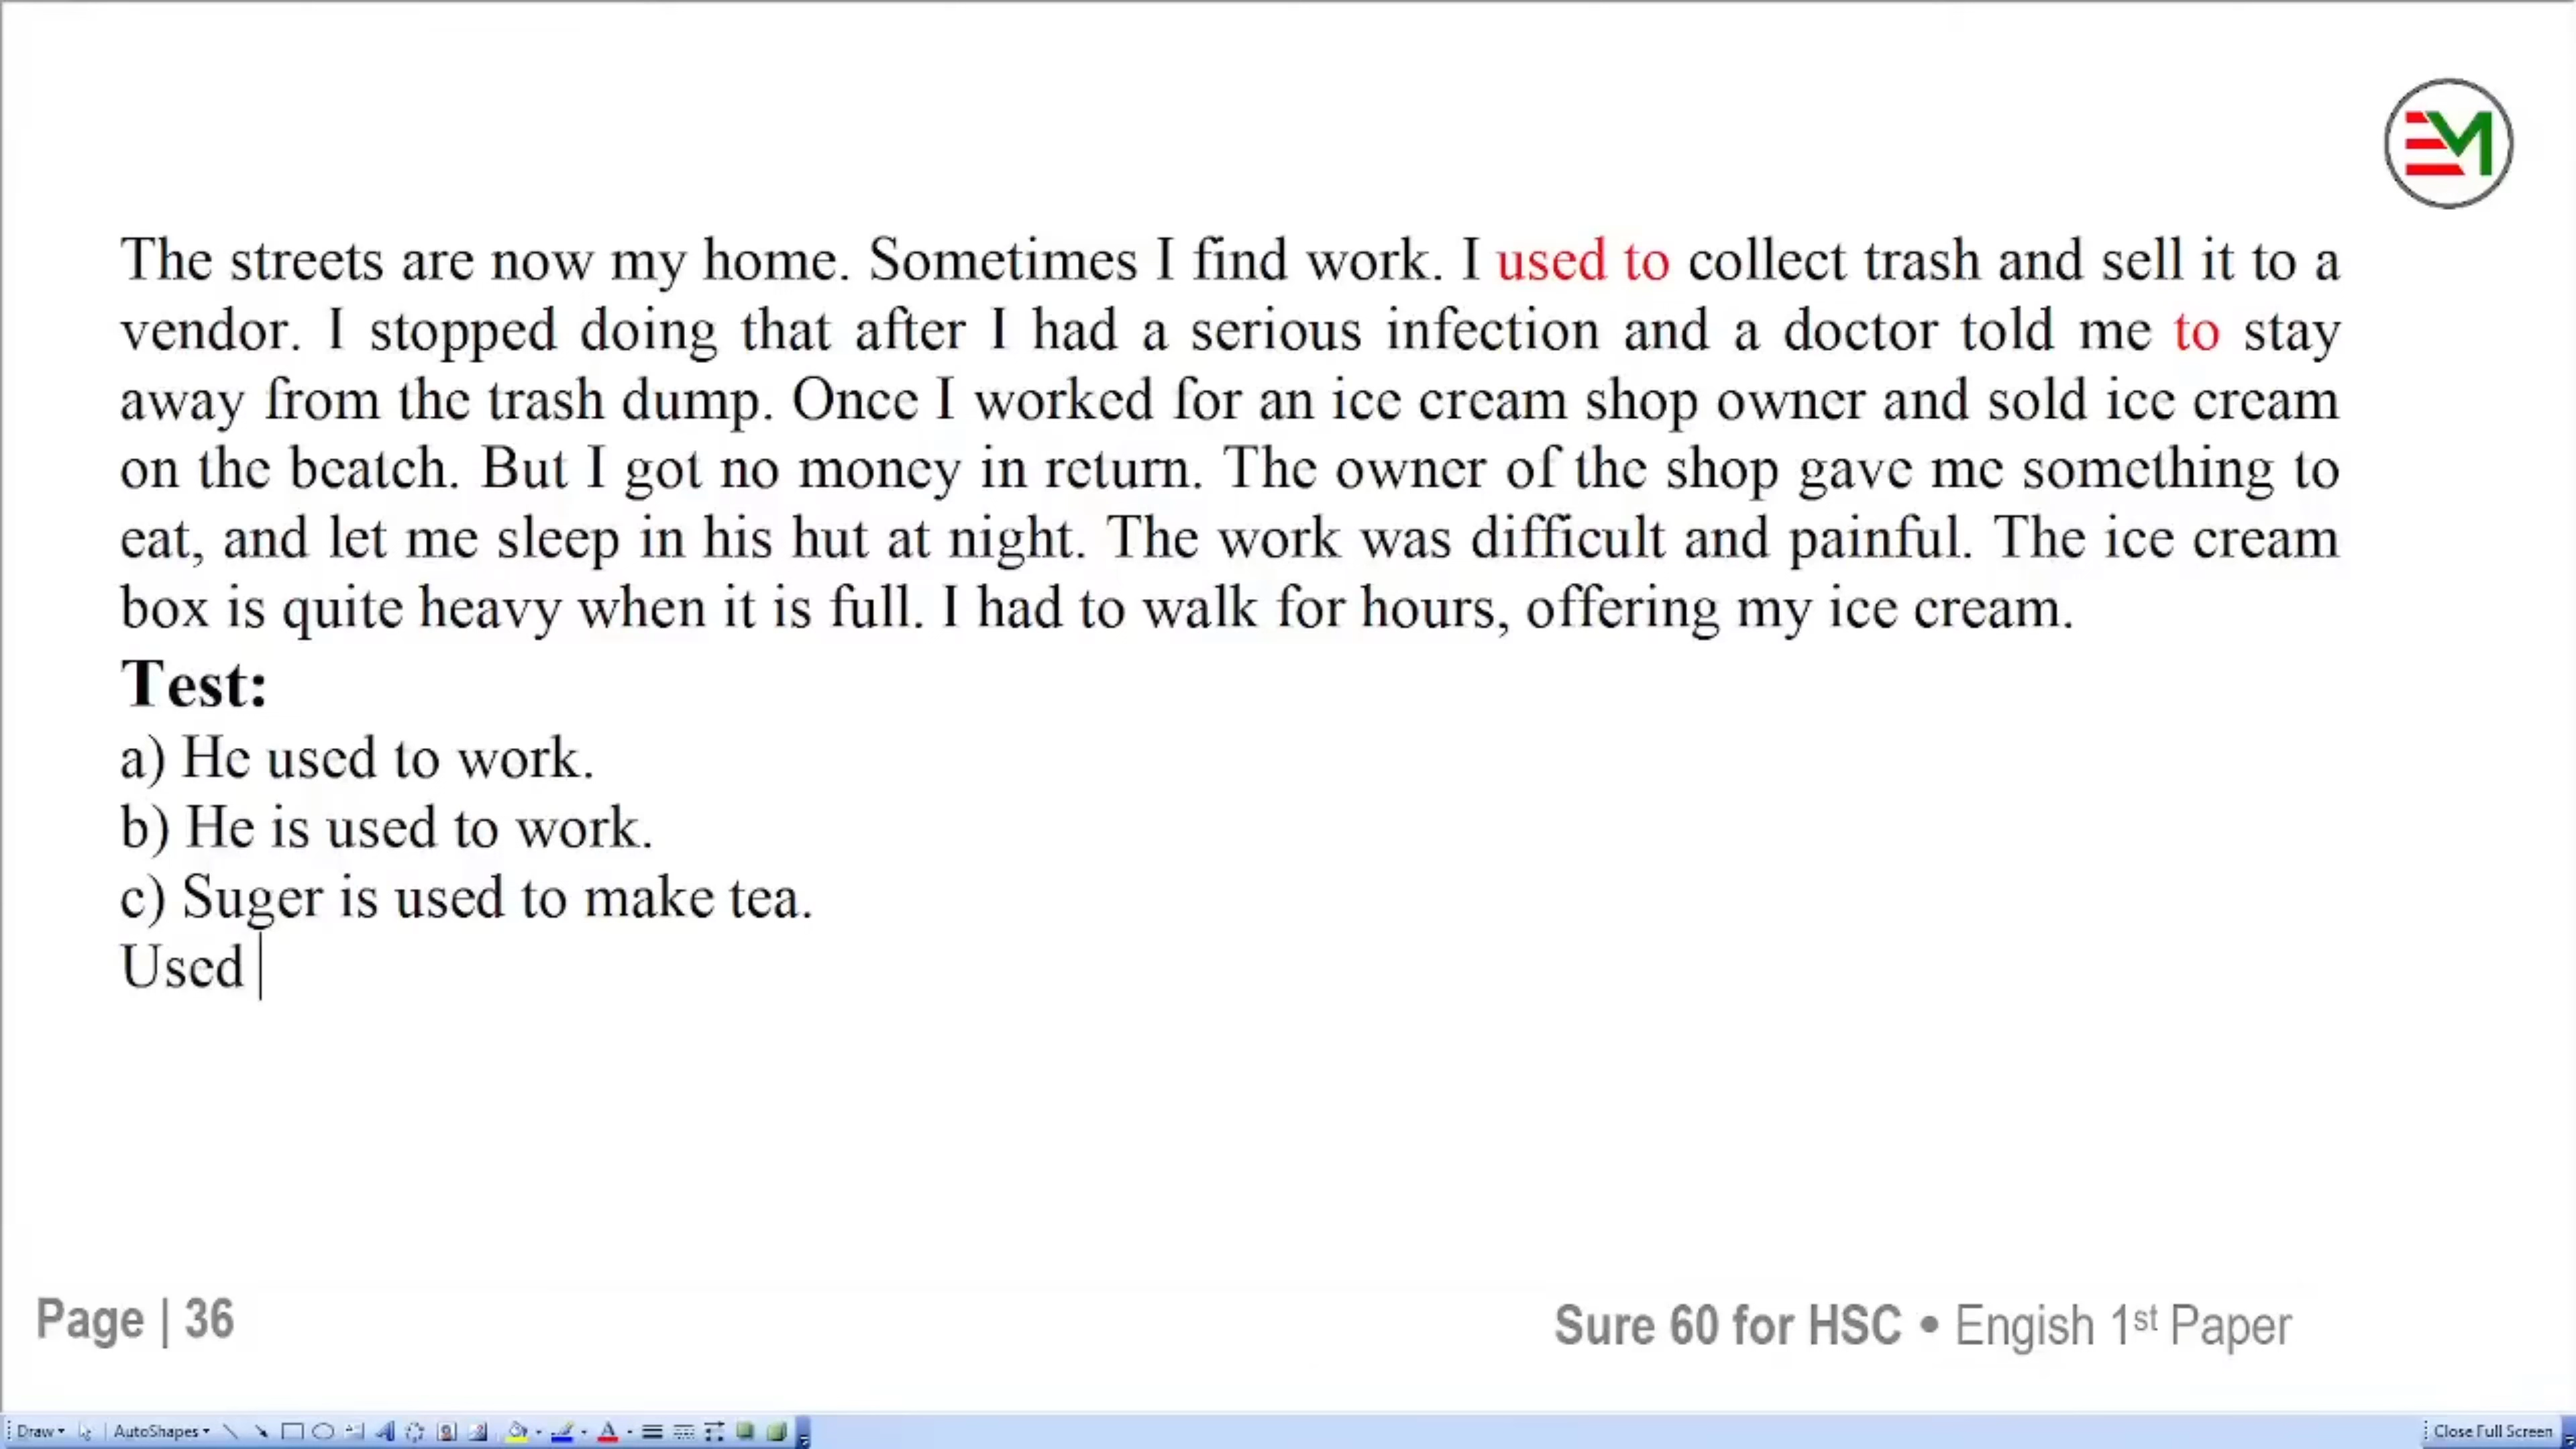 EM
The streets are now my home. Sometimes I find work. I used to collect trash and sell it to a
vendor. I stopped doing that after I had a serious infection and a doctor told me to stay
away from the trash dump. Once I worked for an ice cream shop owner and sold ice cream
on the beatch. But I got no money in return. The owner of the shop gave me something to
eat, and let me sleep in his hut at night. The work was difficult and painful. The ice cream
box is quite heavy when it is full. I had to walk for hours, offering my ice cream.
Test:
a) He used to work.
b) He is used to work.
c) Suger is used to make tea.
Used
Page | 36
Sure 60 for HSC • Engish 1st Paper
Draw AutoShapes Close Full Screen